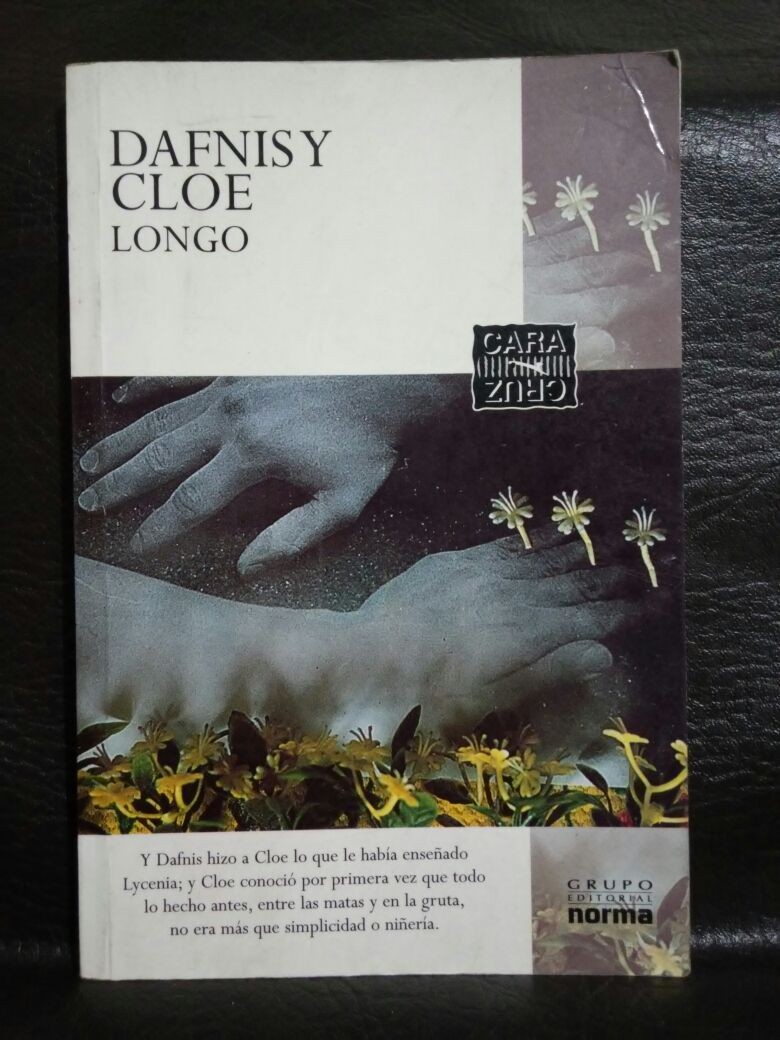 DAFNIS Y
CLOE
LONGO
CARA
CRUZ
Y Dafnis hizo a Cloe lo que le había enseñado
Lycenia; y Cloe conoció por primera vez que todo
lo hecho antes, entre las matas y en la gruta,
no era más que simplicidad o niñería.
GRUPO
EDITORIAL
norma